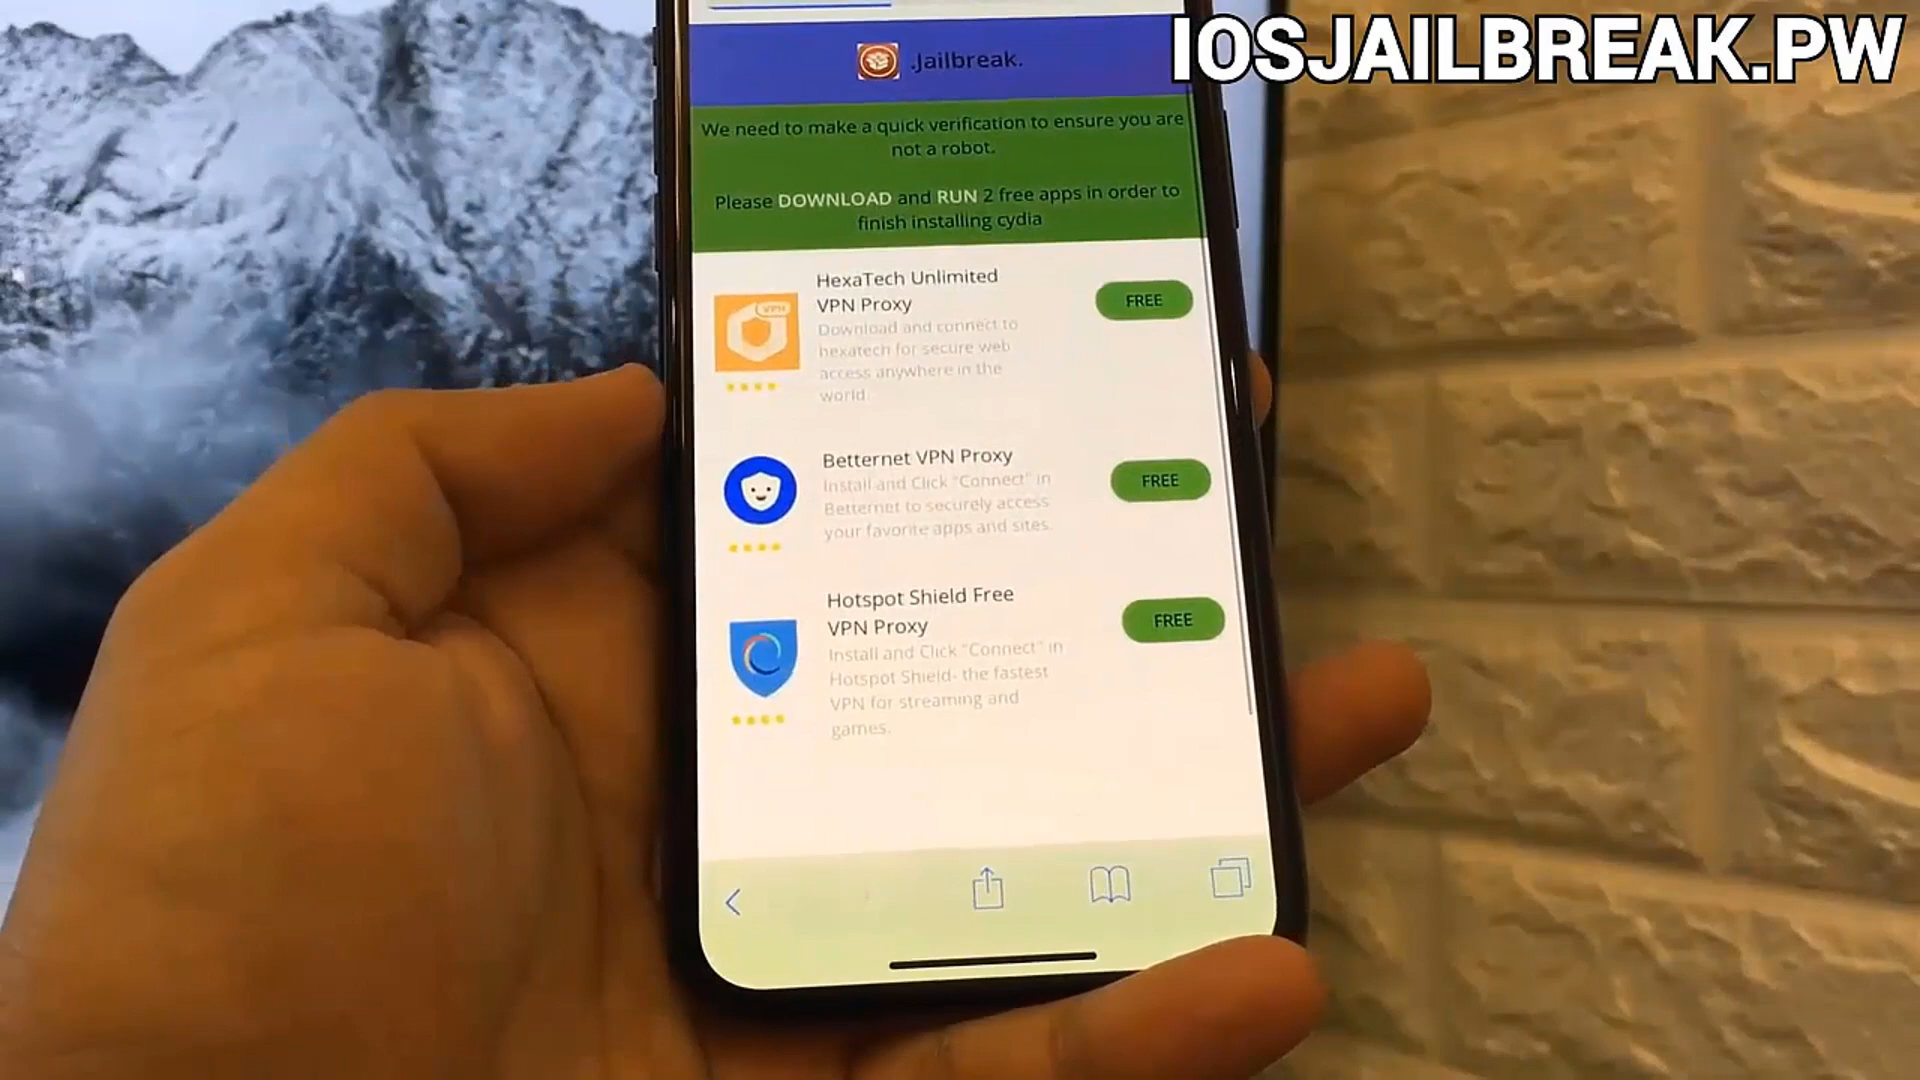 IOSJAILBREAK.PW
.Jailbreak.
We need to make a quick verification to ensure you are
not a robot.
Please DOWNLOAD and RUN 2 free apps in order to
finish installing cydia
HexaTech Unlimited
VPN Proxy
VPN
FREE
Download and connect to
hexatech for secure web
access anywhere in the
world.
Betternet VPN Proxy
FREE
Install and Click "Connect" in
Betternet to securely access
your favorite apps and sites.
Hotspot Shield Free
VPN Proxy
FREE
Install and Click "Connect" in
Hotspot Shield- the fastest
VPN for streaming and
games.